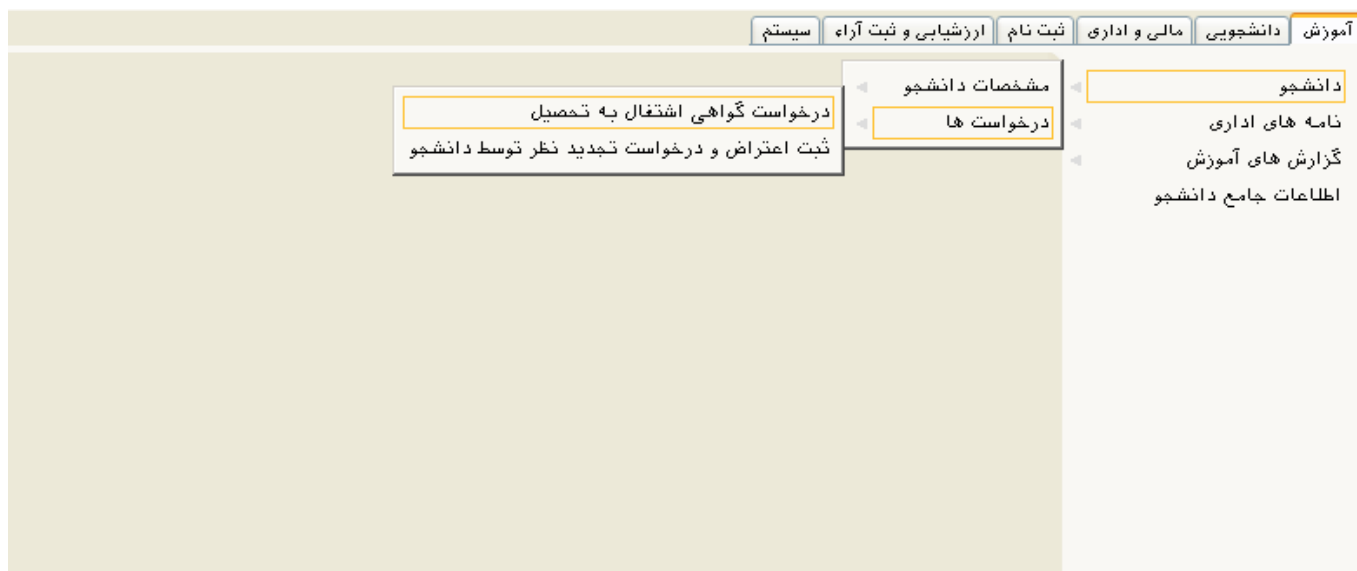 آموزش دانشجویی مالی و اداری ثبت نام ارزشیابی و ثبت آراء سیستم
دانشجو
نامه های اداری
گزارش های آموزش
اطلاعات جامع دانشجو
مشخصات دانشجو
درخواست ها
درخواست گواهی اشتغال به تحصیل
ثبت اعتراض و درخواست تجدید نظر توسط دانشجو